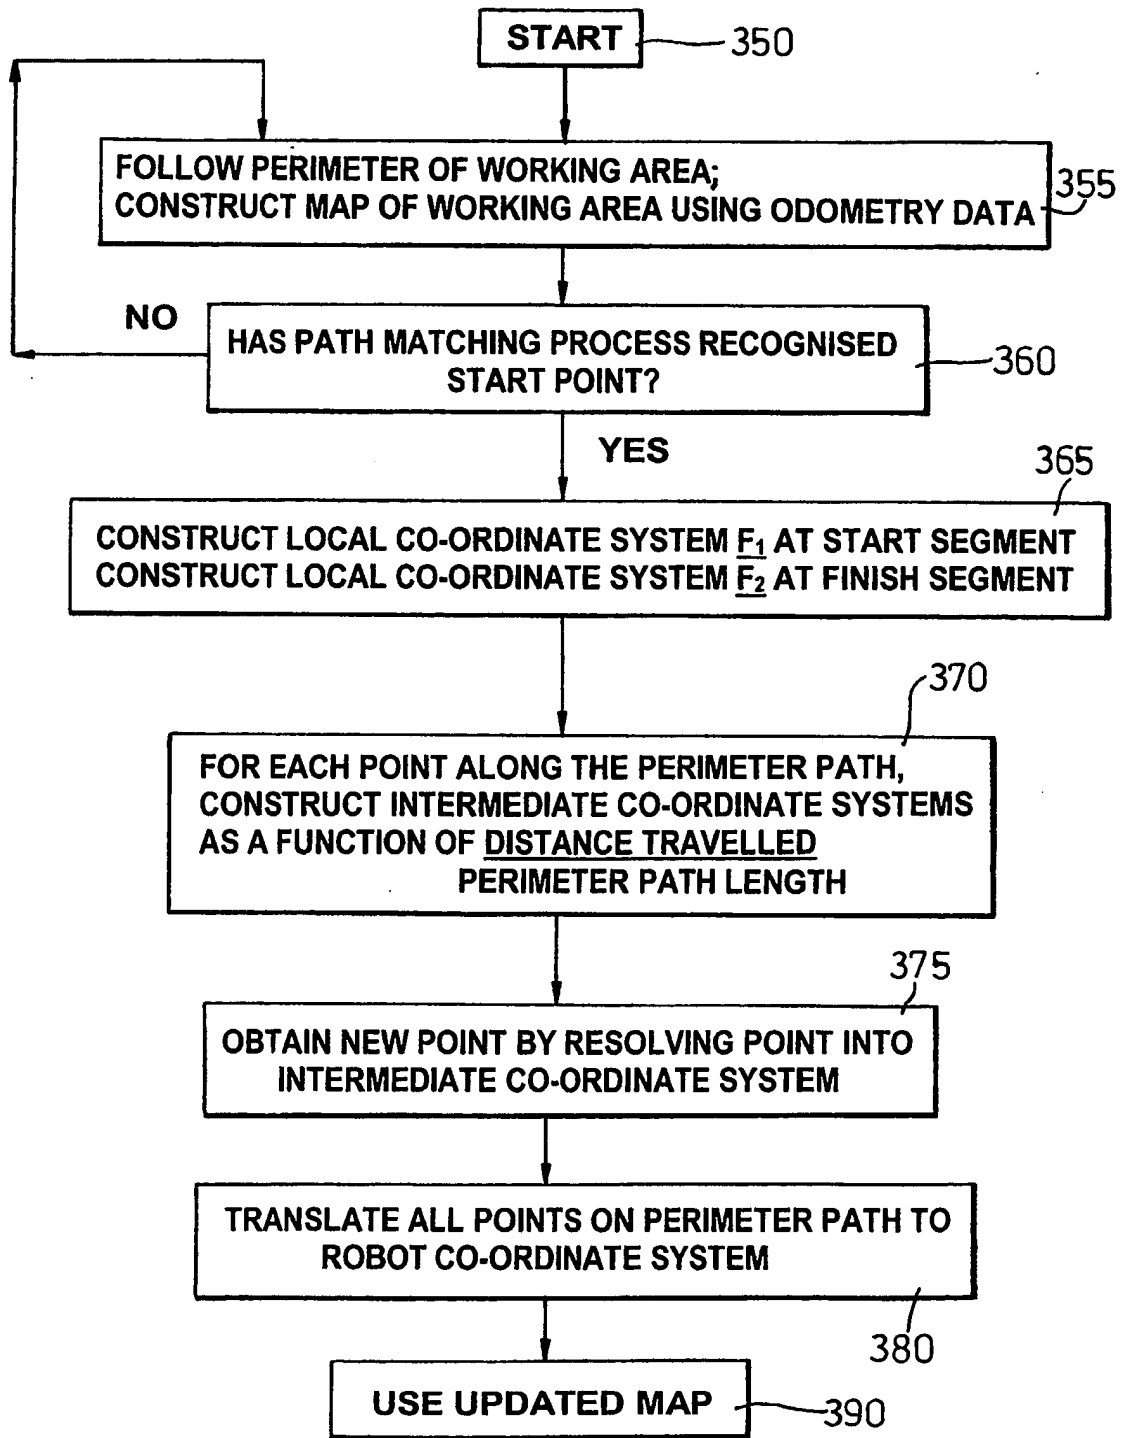 START
350
FOLLOW PERIMETER OF WORKING AREA;
CONSTRUCT MAP OF WORKING AREA USING ODOMETRY DATA
355
NO
HAS PATH MATCHING PROCESS RECOGNISED
START POINT?
360
YES
365
CONSTRUCT LOCAL CO-ORDINATE SYSTEM F₁ AT START SEGMENT
CONSTRUCT LOCAL CO-ORDINATE SYSTEM F₂ AT FINISH SEGMENT
370
FOR EACH POINT ALONG THE PERIMETER PATH,
CONSTRUCT INTERMEDIATE CO-ORDINATE SYSTEMS
AS A FUNCTION OF DISTANCE TRAVELLED
PERIMETER PATH LENGTH
375
OBTAIN NEW POINT BY RESOLVING POINT INTO
INTERMEDIATE CO-ORDINATE SYSTEM
TRANSLATE ALL POINTS ON PERIMETER PATH TO
ROBOT CO-ORDINATE SYSTEM
380
USE UPDATED MAP
390